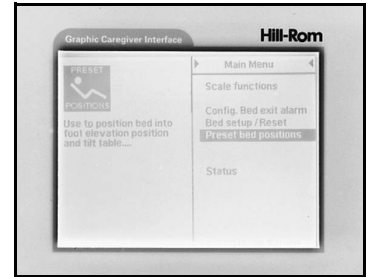 Graphic Caregiver Interface
Hill-Rom
PRESET
POSITIONS
Use to position bed into
foot elevation position
and tilt table....
Main Menu
Scale functions
Config. Bed exit alarm
Bed setup / Reset
Preset bed positions
Status